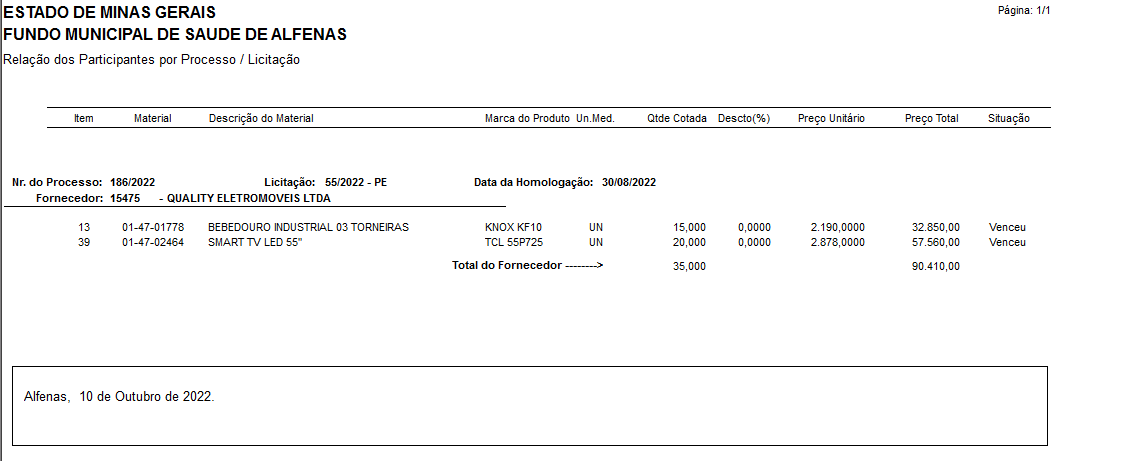 ESTADO DE MINAS GERAIS Página: 1/1
FUNDO MUNICIPAL DE SAUDE DE ALFENAS
Relação dos Participantes por Processo / Licitação
Item Material Descrição do Material Marca do Produto Un.Med. Qtde Cotada Descto(%) Preço Unitário Preço Total Situação
Nr. do Processo: 186/2022 Licitação: 55/2022 - PE Data da Homologação: 30/08/2022
Fornecedor: 15475 - QUALITY ELETROMOVEIS LTDA
13 01-47-01778 BEBEDOURO INDUSTRIAL 03 TORNEIRAS KNOX KF10 UN 15,000 0,0000 2.190,0000 32.850,00 Venceu
39 01-47-02464 SMART TV LED 55" TCL 55P725 UN 20,000 0,0000 2.878,0000 57.560,00 Venceu
Total do Fornecedor --------> 35,000 90.410,00
Alfenas, 10 de Outubro de 2022.